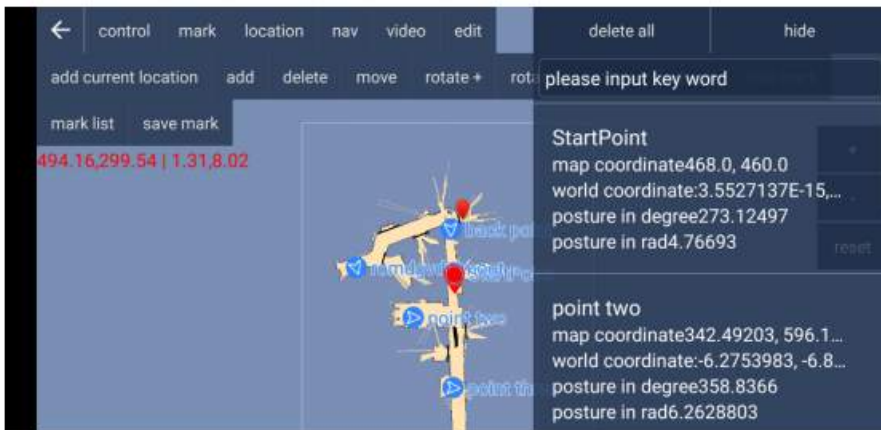 control mark location nav video edit
delete all hide
add current location add delete move rotate +
please input key word
mark list save mark
494.16,299.54 | 1.31,8.02
StartPoint
map coordinate468.0, 460.0
world coordinate:3.5527137E-15,...
posture in degree273.12497
posture in rad4.76693
reset
back
point two
point
point two
map coordinate342.49203, 596.1...
world coordinate:-6.2753983, -6.8...
posture in degree358.8366
posture in rad6.2628803